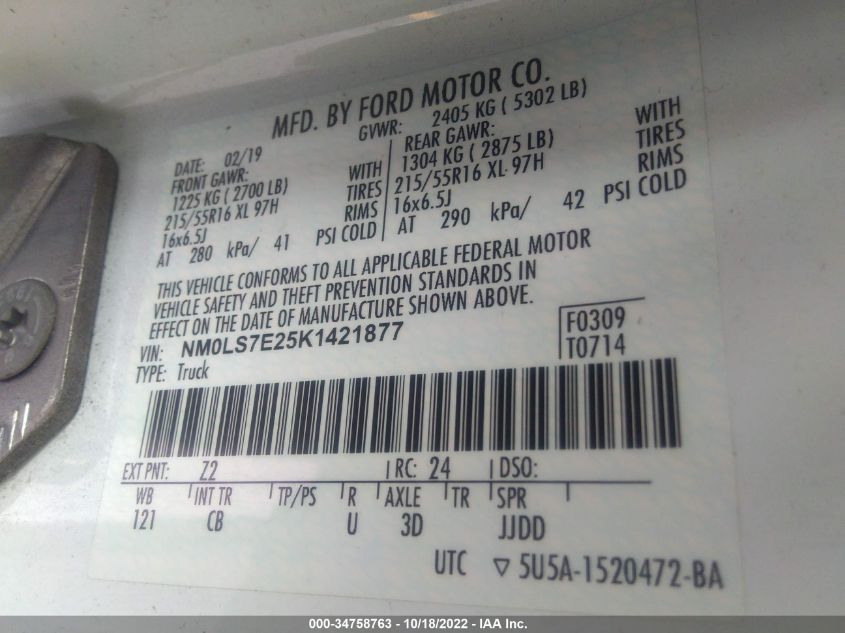 MFD. BY FORD MOTOR CO.
DATE: 02/19
GVWR: 2405 KG ( 5302 LB)
FRONT GAWR:
1225 KG ( 2700 LB) WITH
215/55R16 XL 97H TIRES
16x6.5J RIMS
AT 280 kPa/ 41 PSI COLD
REAR GAWR:
1304 KG ( 2875 LB) WITH
215/55R16 XL 97H TIRES
16x6.5J RIMS
AT 290 kPa/ 42 PSI COLD
THIS VEHICLE CONFORMS TO ALL APPLICABLE FEDERAL MOTOR
VEHICLE SAFETY AND THEFT PREVENTION STANDARDS IN
EFFECT ON THE DATE OF MANUFACTURE SHOWN ABOVE.
VIN: NM0LS7E25K1421877
TYPE: Truck
F0309
T0714
EXT PNT: Z2 RC: 24 DSO:
WB INT TR TP/PS R AXLE TR SPR
121 CB U 3D JJDD
UTC ▽ 5U5A-1520472-BA
000-34758763 - 10/18/2022 - IAA Inc.